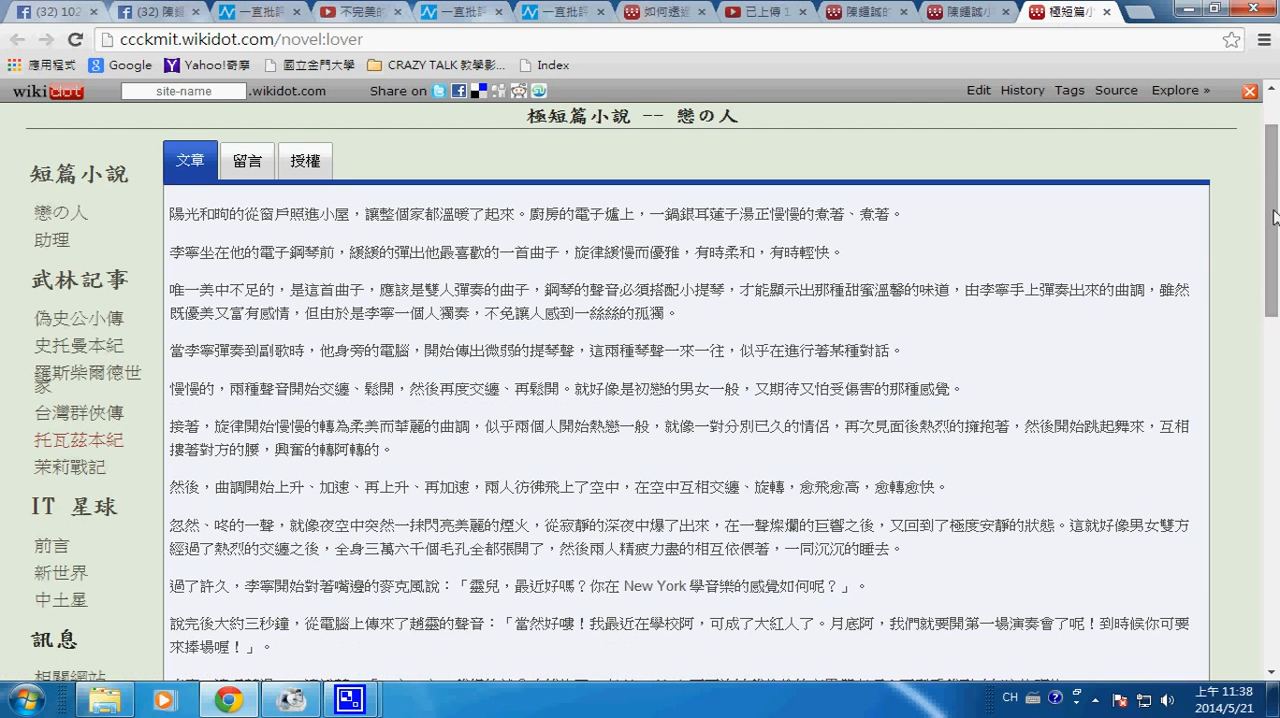 (32) 102
(32) 陳鍾
一直批評
不完美的
一直批評
一直批評
如何透過
已上傳 1
陳鍾誠的
陳鍾誠小
極短篇小
ccckmit.wikidot.com/novel:lover
應用程式 Google Yahoo!奇摩 國立金門大學 CRAZY TALK 教學影... Index
wikidot site-name .wikidot.com Share on Edit History Tags Source Explore »
極短篇小說 -- 戀の人
文章 留言 授權
短篇小說
戀の人
助理
武林記事
偽史公小傳
史托曼本紀
羅斯柴爾德世
家
台灣群俠傳
托瓦茲本紀
茉莉戰記
IT 星球
前言
新世界
中土星
訊息
相關網站
陽光和昫的從窗戶照進小屋，讓整個家都溫暖了起來。廚房的電子爐上，一鍋銀耳蓮子湯正慢慢的煮著、煮著。
李寧坐在他的電子鋼琴前，緩緩的彈出他最喜歡的一首曲子，旋律緩慢而優雅，有時柔和，有時輕快。
唯一美中不足的，是這首曲子，應該是雙人彈奏的曲子，鋼琴的聲音必須搭配小提琴，才能顯示出那種甜蜜溫馨的味道，由李寧手上彈奏出來的曲調，雖然
既優美又富有感情，但由於是李寧一個人獨奏，不免讓人感到一絲絲的孤獨。
當李寧彈奏到副歌時，他身旁的電腦，開始傳出微弱的提琴聲，這兩種琴聲一來一往，似乎在進行著某種對話。
慢慢的，兩種聲音開始交纏、鬆開，然後再度交纏、再鬆開。就好像是初戀的男女一般，又期待又怕受傷害的那種感覺。
接著，旋律開始慢慢的轉為柔美而華麗的曲調，似乎兩個人開始熱戀一般，就像一對分別已久的情侶，再次見面後熱烈的擁抱著，然後開始跳起舞來，互相
摟著對方的腰，興奮的轉阿轉的。
然後，曲調開始上升、加速、再上升、再加速，兩人彷彿飛上了空中，在空中互相交纏、旋轉，愈飛愈高，愈轉愈快。
忽然、咚的一聲，就像夜空中突然一抹閃亮美麗的煙火，從寂靜的深夜中爆了出來，在一聲燦爛的巨響之後，又回到了極度安靜的狀態。這就好像男女雙方
經過了熱烈的交纏之後，全身三萬六千個毛孔全都張開了，然後兩人精疲力盡的相互依偎著，一同沉沉的睡去。
過了許久，李寧開始對著嘴邊的麥克風說：「靈兒，最近好嗎？你在 New York 學音樂的感覺如何呢？」。
說完後大約三秒鐘，從電腦上傳來了趙靈的聲音：「當然好嘍！我最近在學校阿，可成了大紅人了。月底阿，我們就要開第一場演奏會了呢！到時候你可要
來捧場喔！」。
CH
上午 11:38
2014/5/21